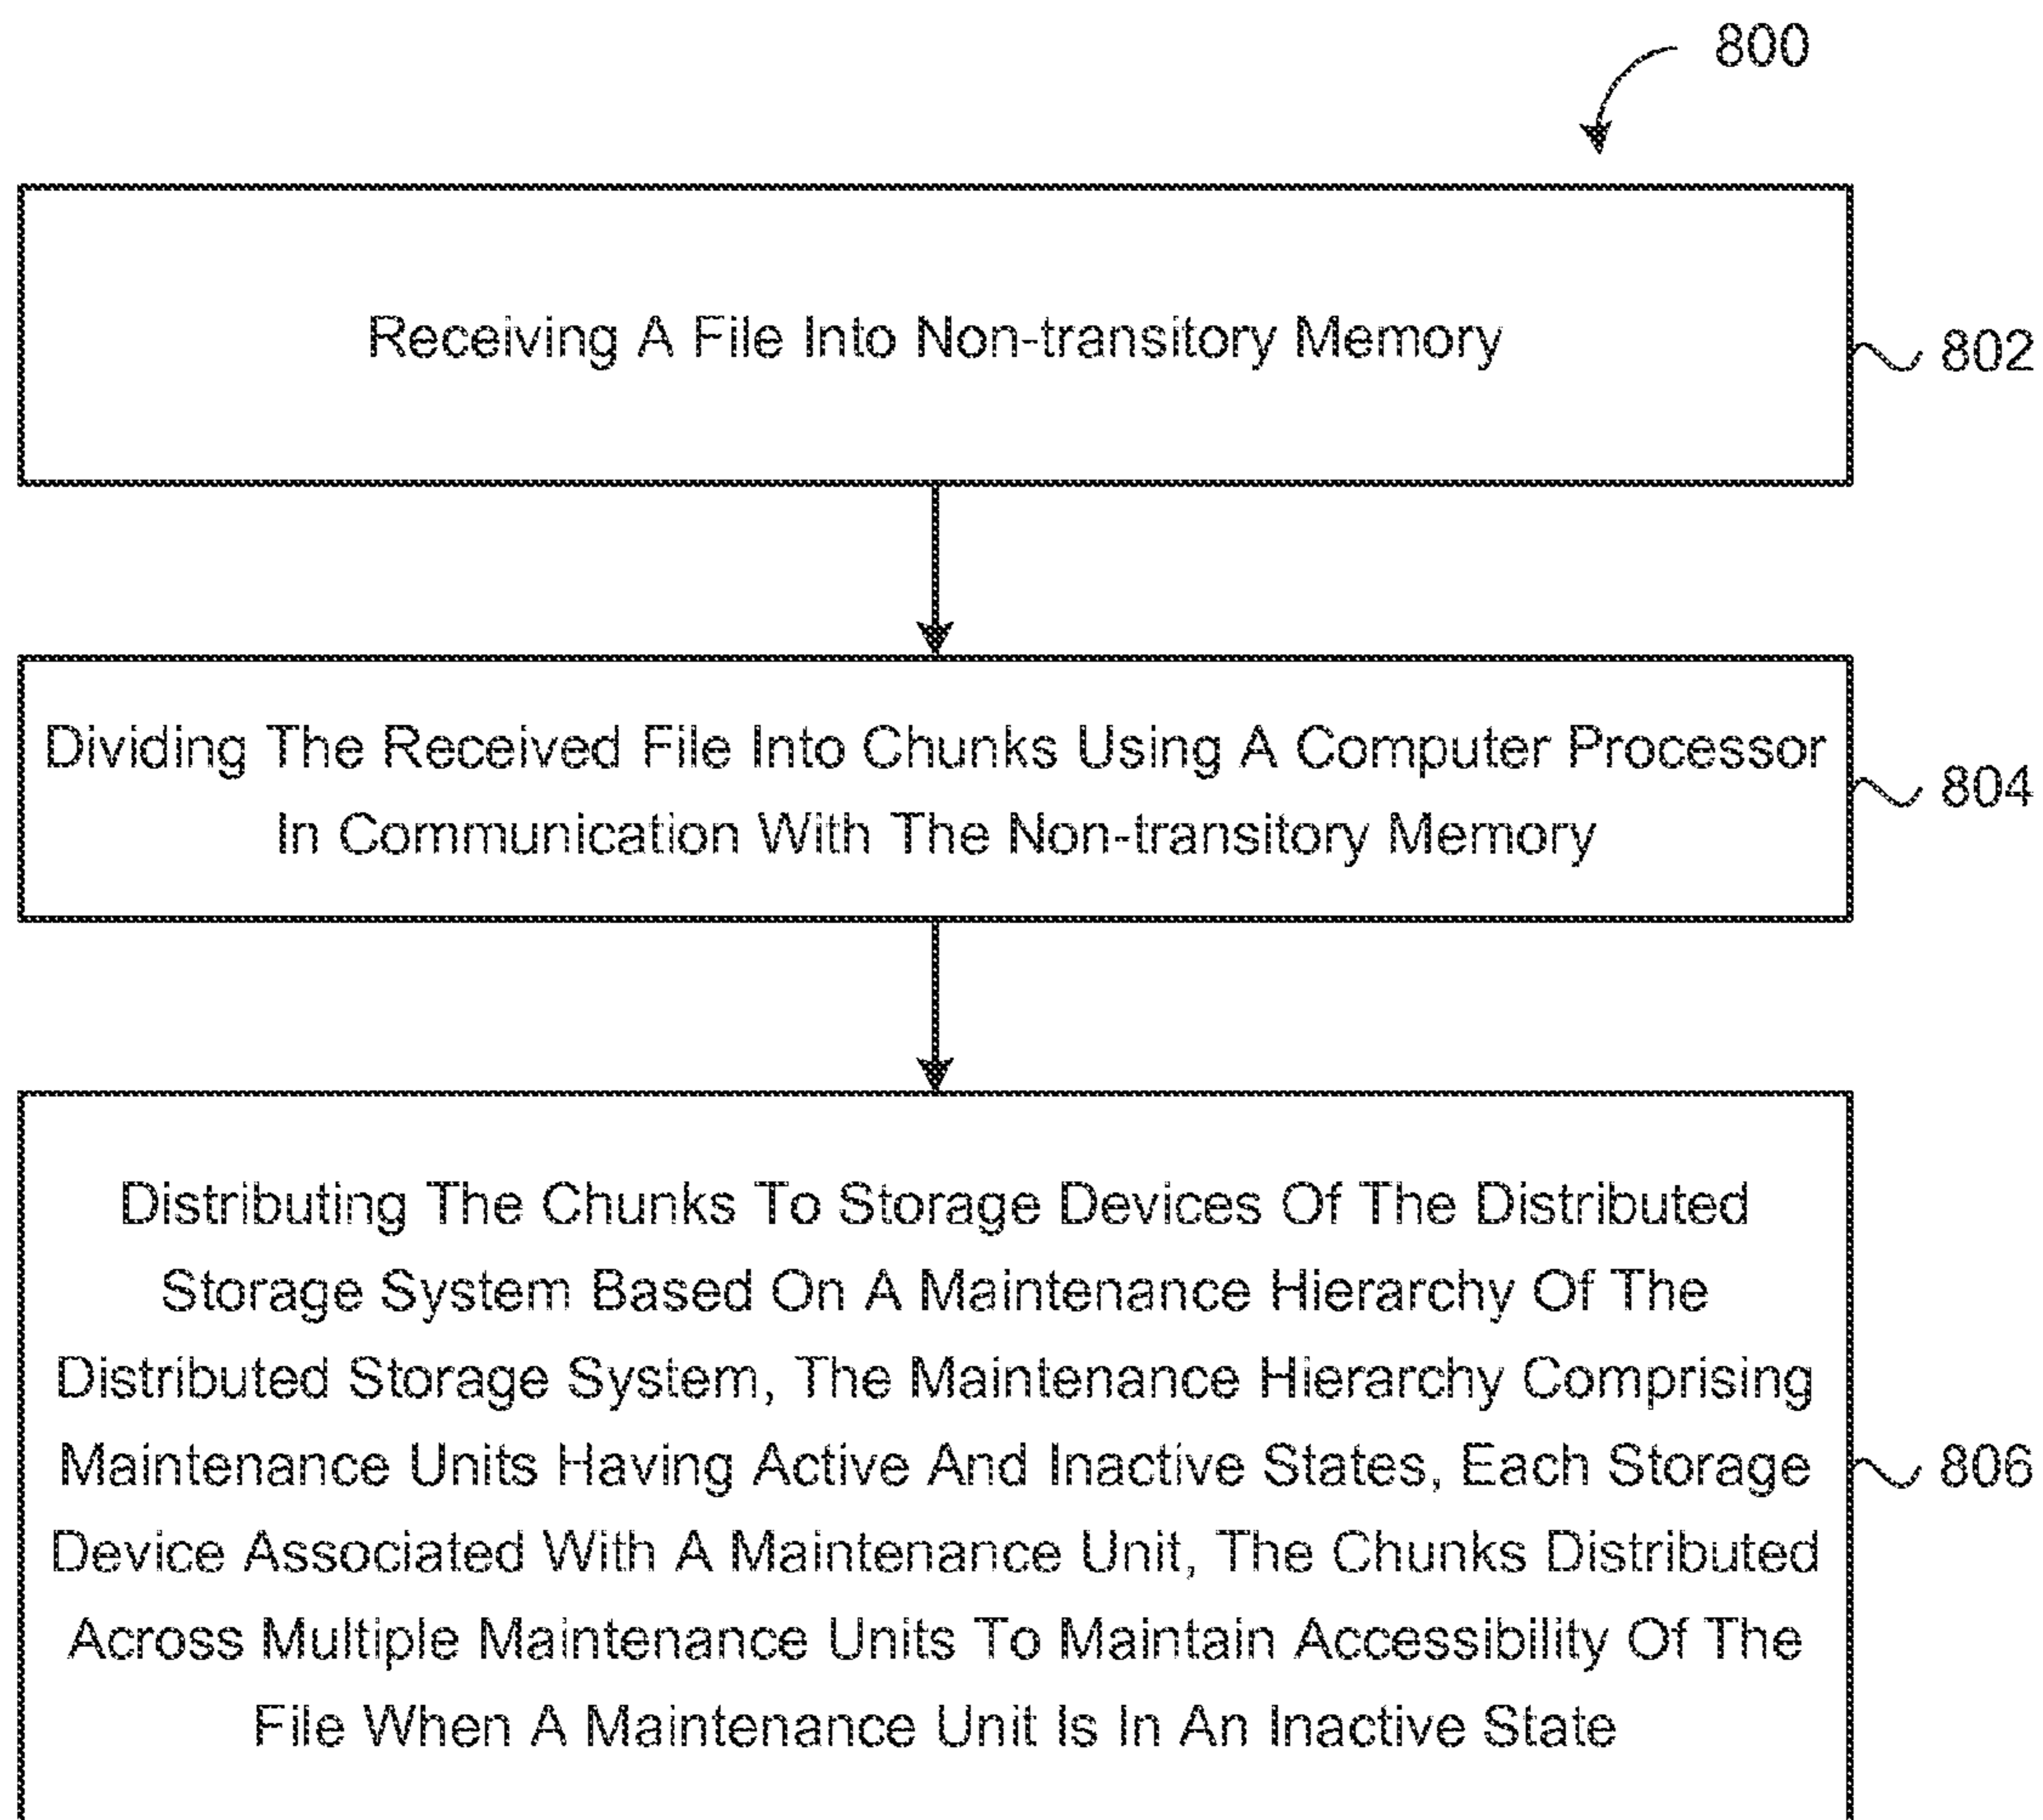 800
Receiving A File Into Non-transitory Memory
802
Dividing The Received File Into Chunks Using A Computer Processor
In Communication With The Non-transitory Memory
804
Distributing The Chunks To Storage Devices Of The Distributed
Storage System Based On A Maintenance Hierarchy Of The
Distributed Storage System, The Maintenance Hierarchy Comprising
Maintenance Units Having Active And Inactive States, Each Storage
Device Associated With A Maintenance Unit, The Chunks Distributed
Across Multiple Maintenance Units To Maintain Accessibility Of The
File When A Maintenance Unit Is In An Inactive State
806